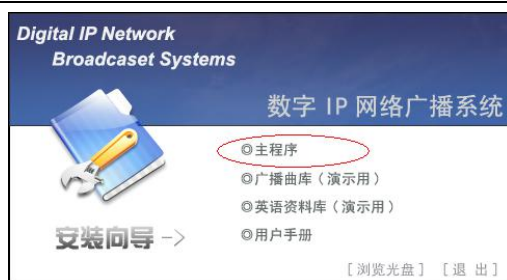 Digital IP Network
Broadcaset Systems
数字 IP 网络广播系统
◎主程序
◎广播曲库（演示用）
◎英语资料库（演示用）
◎用户手册
安装向导 ->
[浏览光盘] [退 出]